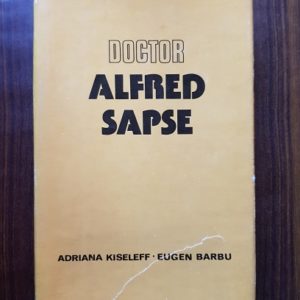 DOCTOR
ALFRED
SAPSE
ADRIANA KISELEFF · EUGEN BARBU